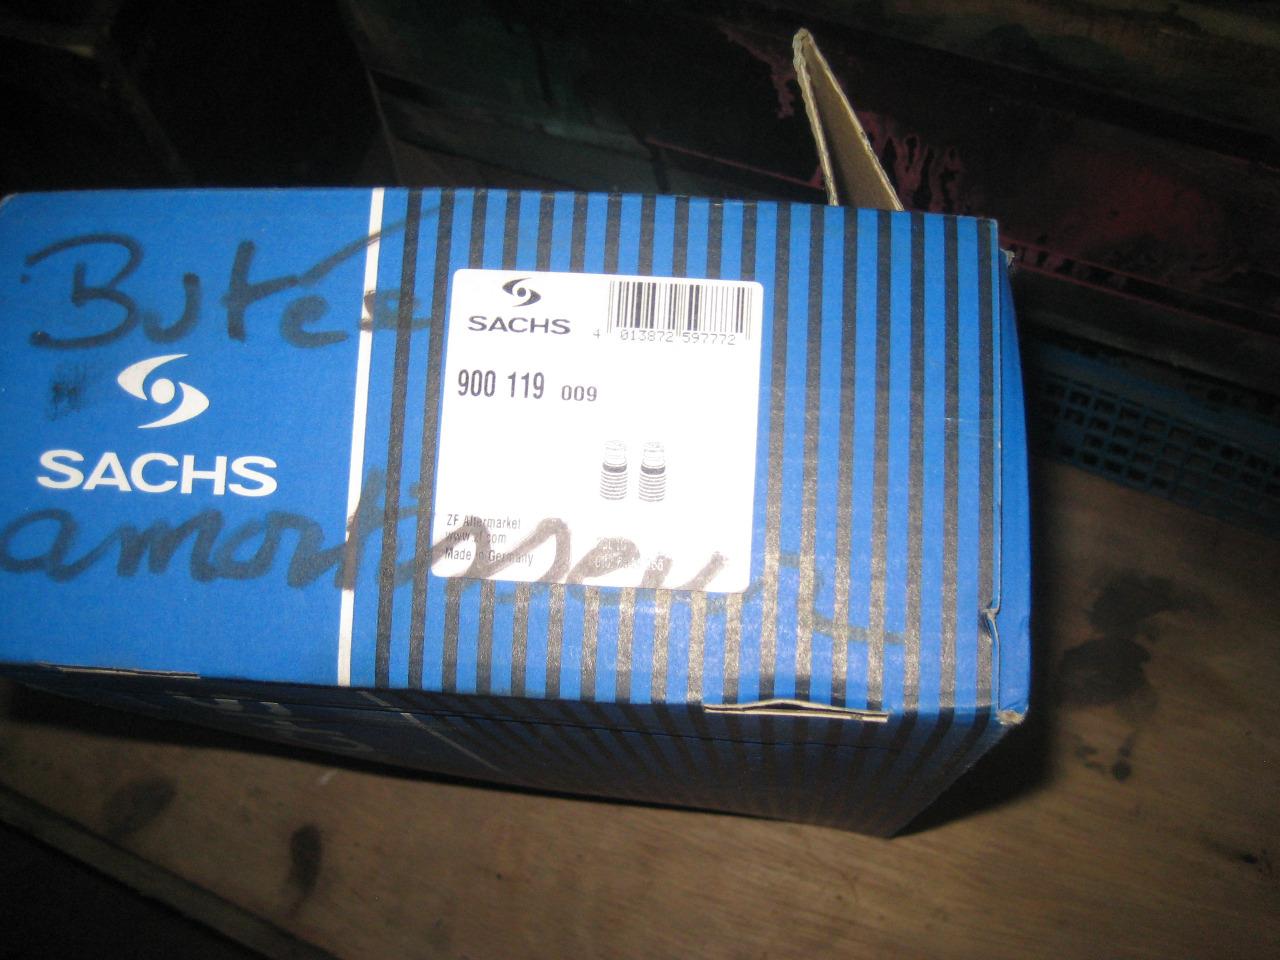 Butée
SACHS
amortisseur
SACHS
4 013872 597772
900 119 009
ZF Aftermarket
www.zf.com
Made in Germany